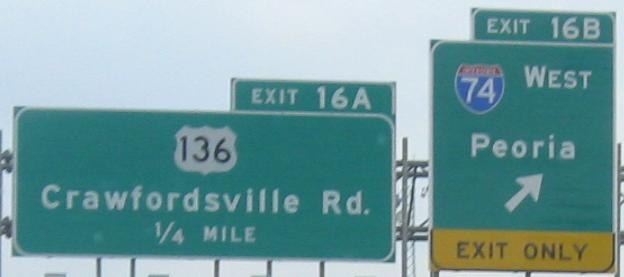 EXIT 16A
136
Crawfordsville Rd.
1/4 MILE
EXIT 16B
74 WEST
Peoria
EXIT ONLY